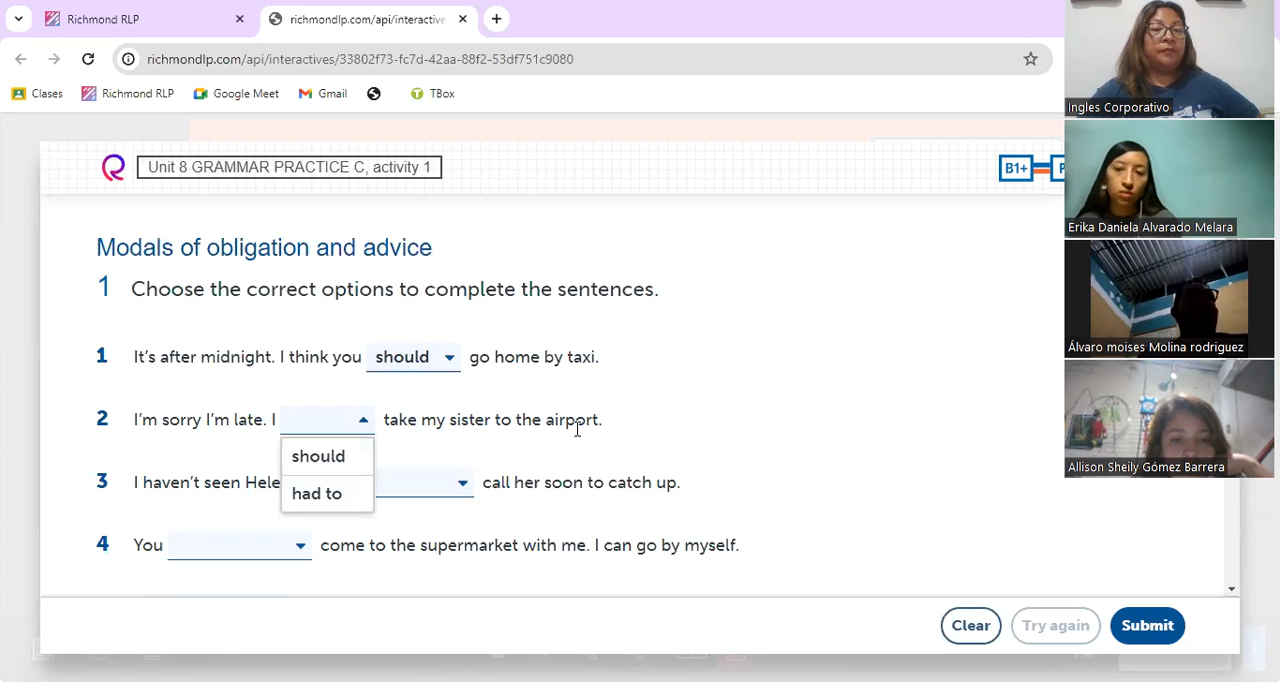 Richmond RLP
richmondlp.com/api/interactive
richmondlp.com/api/interactives/33802f73-fc7d-42aa-88f2-53df751c9080
Clases
Richmond RLP
Google Meet
Gmail
TBox
Unit 8 GRAMMAR PRACTICE C, activity 1
B1+
P
Modals of obligation and advice
1 Choose the correct options to complete the sentences.
1 It's after midnight. I think you should go home by taxi.
2 I'm sorry I'm late. I take my sister to the airport.
should
had to
3 I haven't seen Hele call her soon to catch up.
4 You come to the supermarket with me. I can go by myself.
Clear
Try again
Submit
Ingles Corporativo
Erika Daniela Alvarado Melara
Álvaro moises Molina rodriguez
Allison Sheily Gómez Barrera